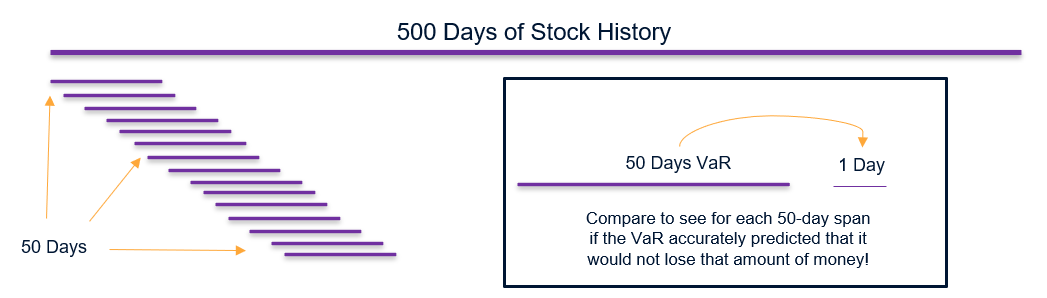 500 Days of Stock History
50 Days VaR
1 Day
Compare to see for each 50-day span
if the VaR accurately predicted that it
would not lose that amount of money!
50 Days